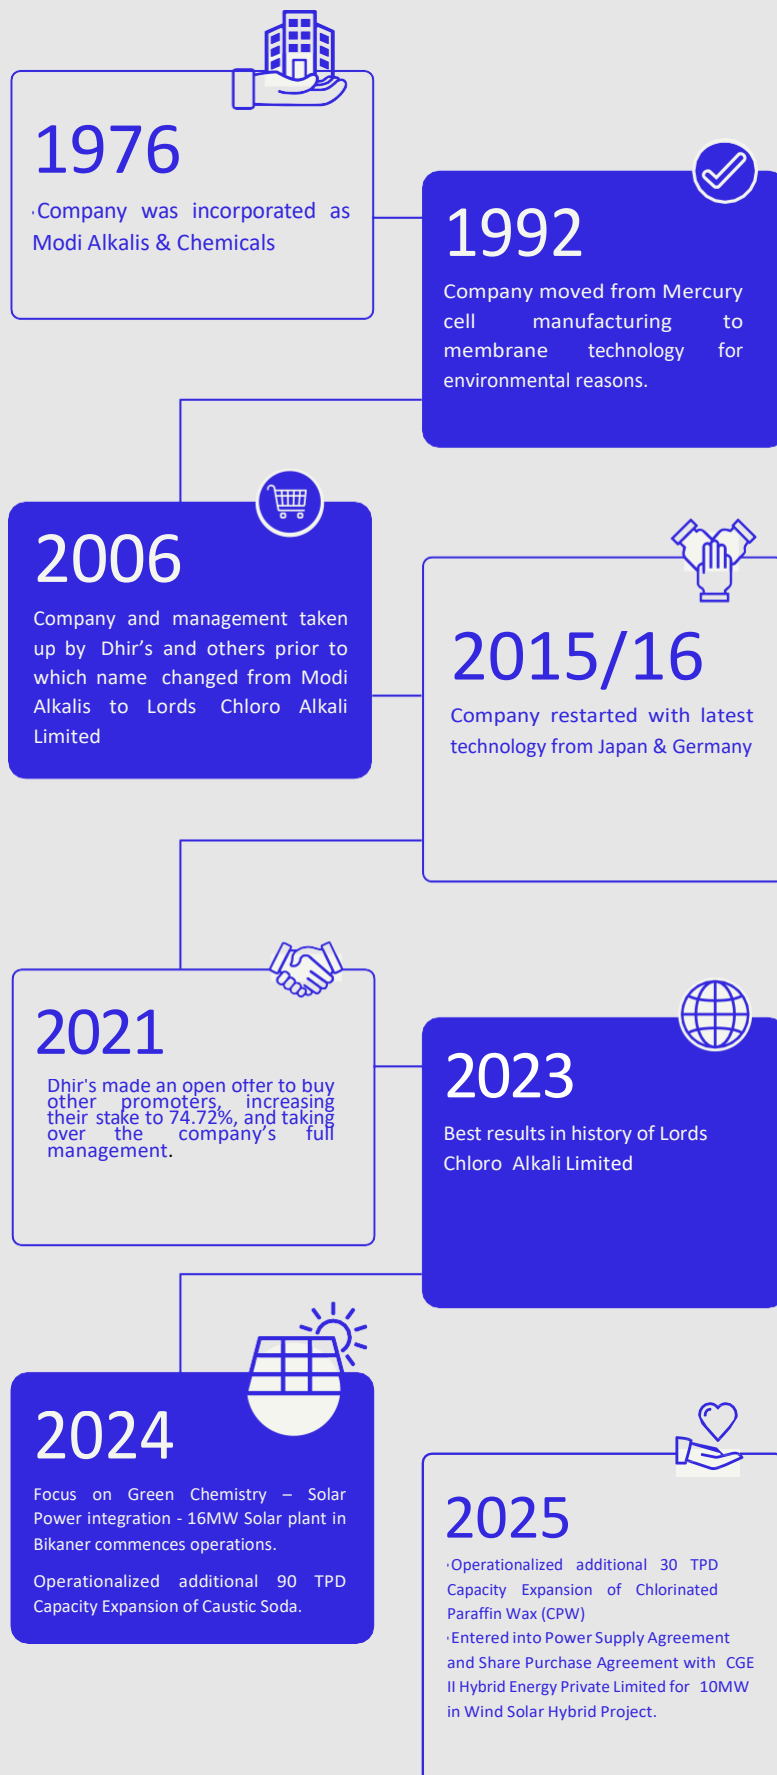 1976
·Company was incorporated as
Modi Alkalis & Chemicals
1992
Company moved from Mercury
cell manufacturing to
membrane technology for
environmental reasons.
2006
Company and management taken
up by Dhir’s and others prior to
which name changed from Modi
Alkalis to Lords Chloro Alkali
Limited
2015/16
Company restarted with latest
technology from Japan & Germany
2021
Dhir's made an open offer to buy
other promoters, increasing
their stake to 74.72%, and taking
over the company’s full
management.
2023
Best results in history of Lords
Chloro Alkali Limited
2024
Focus on Green Chemistry – Solar
Power integration - 16MW Solar plant in
Bikaner commences operations.
Operationalized additional 90 TPD
Capacity Expansion of Caustic Soda.
2025
·Operationalized additional 30 TPD
Capacity Expansion of Chlorinated
Paraffin Wax (CPW)
·Entered into Power Supply Agreement
and Share Purchase Agreement with CGE
II Hybrid Energy Private Limited for 10MW
in Wind Solar Hybrid Project.